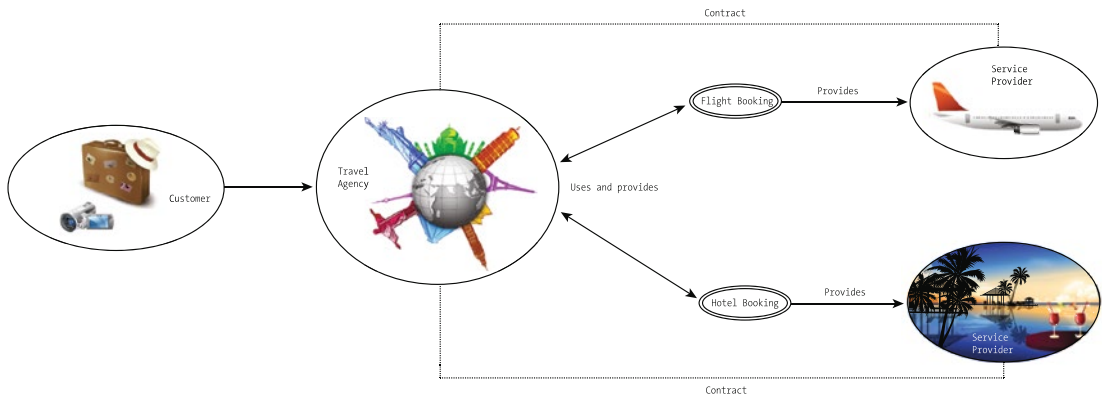 Contract
Service
Provider
Flight Booking
Provides
Travel
Agency
Customer
Uses and provides
Hotel Booking
Provides
Service
Provider
Contract